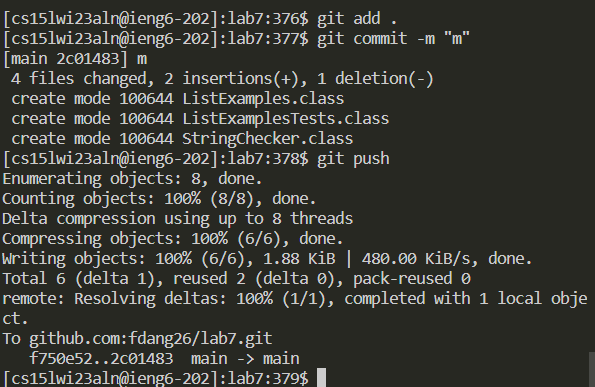 [cs15lwi23aln@ieng6-202]:lab7:376$ git add .
[cs15lwi23aln@ieng6-202]:lab7:377$ git commit -m "m"
[main 2c01483] m
 4 files changed, 2 insertions(+), 1 deletion(-)
 create mode 100644 ListExamples.class
 create mode 100644 ListExamplesTests.class
 create mode 100644 StringChecker.class
[cs15lwi23aln@ieng6-202]:lab7:378$ git push
Enumerating objects: 8, done.
Counting objects: 100% (8/8), done.
Delta compression using up to 8 threads
Compressing objects: 100% (6/6), done.
Writing objects: 100% (6/6), 1.88 KiB | 480.00 KiB/s, done.
Total 6 (delta 1), reused 2 (delta 0), pack-reused 0
remote: Resolving deltas: 100% (1/1), completed with 1 local obje
ct.
To github.com:fdang26/lab7.git
   f750e52..2c01483  main -> main
[cs15lwi23aln@ieng6-202]:lab7:379$